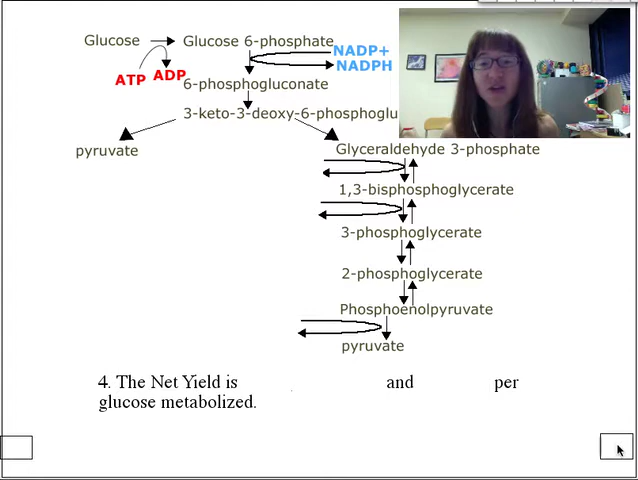 Glucose Glucose 6-phosphate
NADP+
NADPH
ATP ADP
6-phosphogluconate
3-keto-3-deoxy-6-phosphoglu
pyruvate
Glyceraldehyde 3-phosphate
1,3-bisphosphoglycerate
3-phosphoglycerate
2-phosphoglycerate
Phosphoenolpyruvate
pyruvate
4. The Net Yield is and per
glucose metabolized.